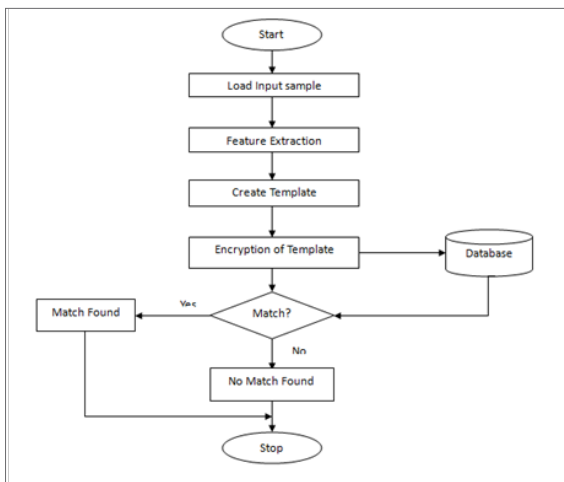 Start
Load Input sample
Feature Extraction
Create Template
Encryption of Template
Database
Match?
Yes
Match Found
No
No Match Found
Stop